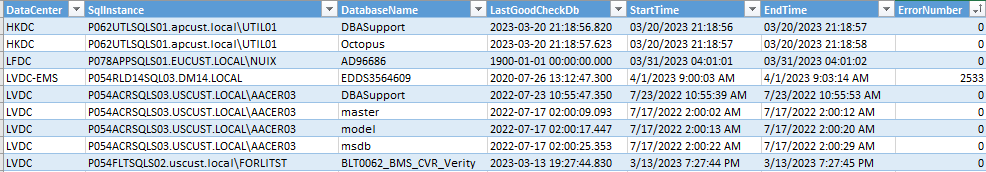 DataCenter SqlInstance DatabaseName LastGoodCheckDb StartTime EndTime ErrorNumber
HKDC P062UTLSQLS01.apcust.local\UTIL01 DBASupport 2023-03-20 21:18:56.820 03/20/2023 21:18:56 03/20/2023 21:18:57 0
HKDC P062UTLSQLS01.apcust.local\UTIL01 Octopus 2023-03-20 21:18:57.623 03/20/2023 21:18:57 03/20/2023 21:18:58 0
LFDC P078APPSQLS01.EUCUST.LOCAL\NUIX AD96686 1900-01-01 00:00:00.000 03/31/2023 04:01:01 03/31/2023 04:01:02 0
LVDC-EMS P054RLD14SQL03.DM14.LOCAL EDDS3564609 2020-07-26 13:12:47.300 4/1/2023 9:00:03 AM 4/1/2023 9:03:14 AM 2533
LVDC P054ACRSQLS03.USCUST.LOCAL\AACER03 DBASupport 2022-07-23 10:55:47.350 7/23/2022 10:55:39 AM 7/23/2022 10:55:53 AM 0
LVDC P054ACRSQLS03.USCUST.LOCAL\AACER03 master 2022-07-17 02:00:09.093 7/17/2022 2:00:02 AM 7/17/2022 2:00:12 AM 0
LVDC P054ACRSQLS03.USCUST.LOCAL\AACER03 model 2022-07-17 02:00:17.447 7/17/2022 2:00:13 AM 7/17/2022 2:00:20 AM 0
LVDC P054ACRSQLS03.USCUST.LOCAL\AACER03 msdb 2022-07-17 02:00:25.353 7/17/2022 2:00:22 AM 7/17/2022 2:00:29 AM 0
LVDC P054FLTSQLS02.uscust.local\FORLITST BLT0062_BMS_CVR_Verity 2023-03-13 19:27:44.830 3/13/2023 7:27:44 PM 3/13/2023 7:27:45 PM 0